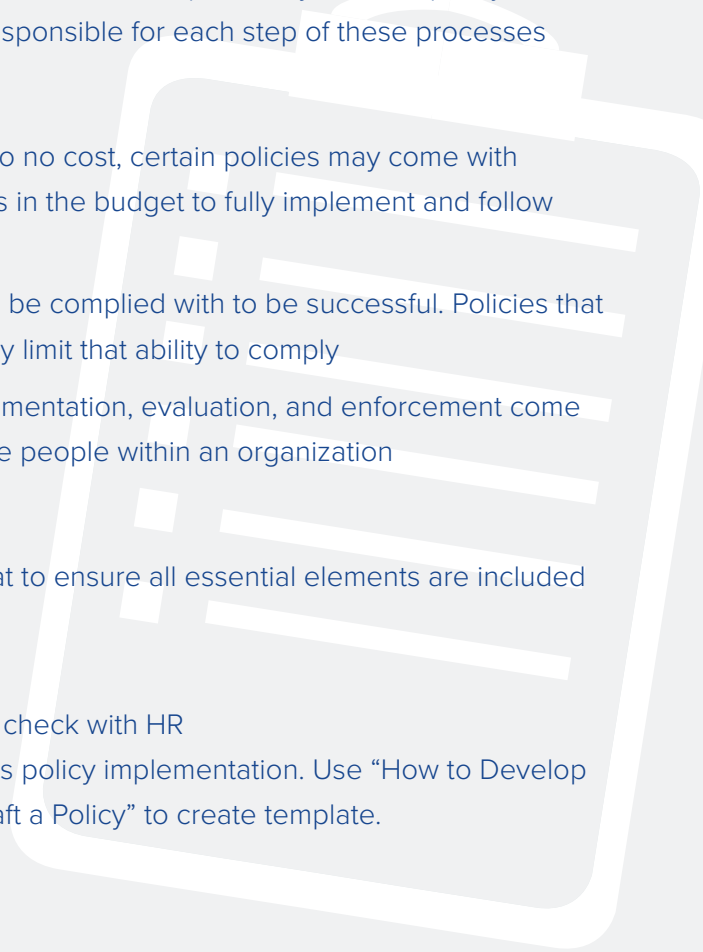 sponsible for each step of these processes
o no cost, certain policies may come with
s in the budget to fully implement and follow
be complied with to be successful. Policies that
y limit that ability to comply
mentation, evaluation, and enforcement come
e people within an organization
at to ensure all essential elements are included
check with HR
s policy implementation. Use “How to Develop
aft a Policy” to create template.